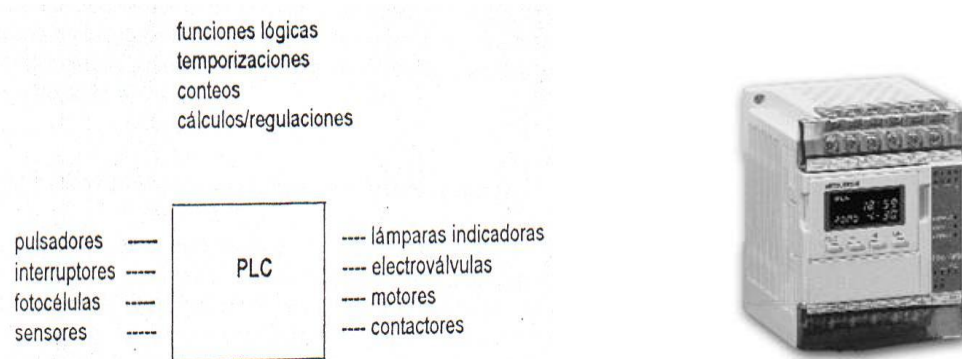 funciones lógicas
temporizaciones
conteos
cálculos/regulaciones
pulsadores -----
interruptores ----
fotocélulas ----
sensores -----
PLC
---- lámparas indicadoras
---- electroválvulas
---- motores
---- contactores